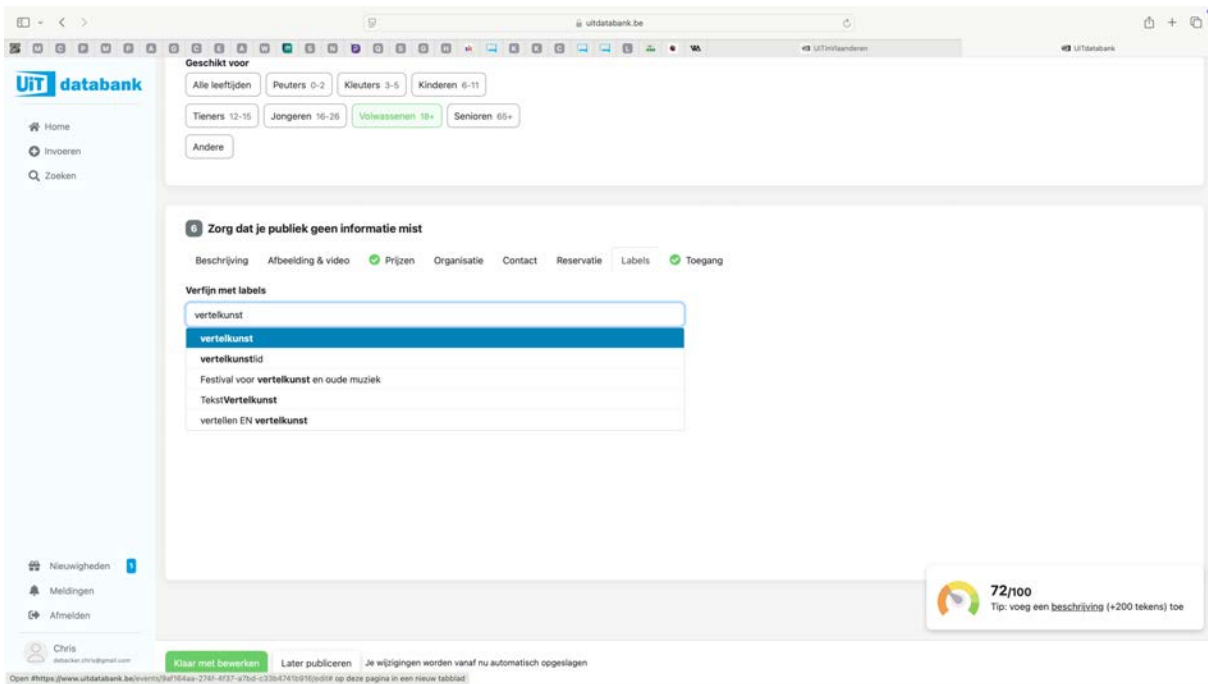 uitdatabank.be
UiTinVlaanderen
UiTdatabank
UiT databank
Home
Invoeren
Zoeken
Geschikt voor
Alle leeftijden
Peuters 0-2
Kleuters 3-5
Kinderen 6-11
Tieners 12-15
Jongeren 16-26
Volwassenen 18+
Senioren 65+
Andere
6 Zorg dat je publiek geen informatie mist
Beschrijving
Afbeelding & video
Prijzen
Organisatie
Contact
Reservatie
Labels
Toegang
Verfijn met labels
vertelkunst
vertelkunst
vertelkunstlid
Festival voor vertelkunst en oude muziek
TekstVertelkunst
vertellen EN vertelkunst
Nieuwigheden
Meldingen
Afmelden
Chris
debacker.chris@gmail.com
72/100
Tip: voeg een beschrijving (+200 tekens) toe
Klaar met bewerken
Later publiceren
Je wijzigingen worden vanaf nu automatisch opgeslagen